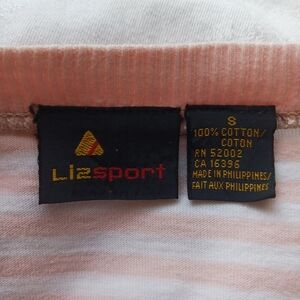 Lizsport
S
100% COTTON/
COTON
RN 52002
CA 16396
MADE IN PHILIPPINES/
FAIT AUX PHILIPPINES